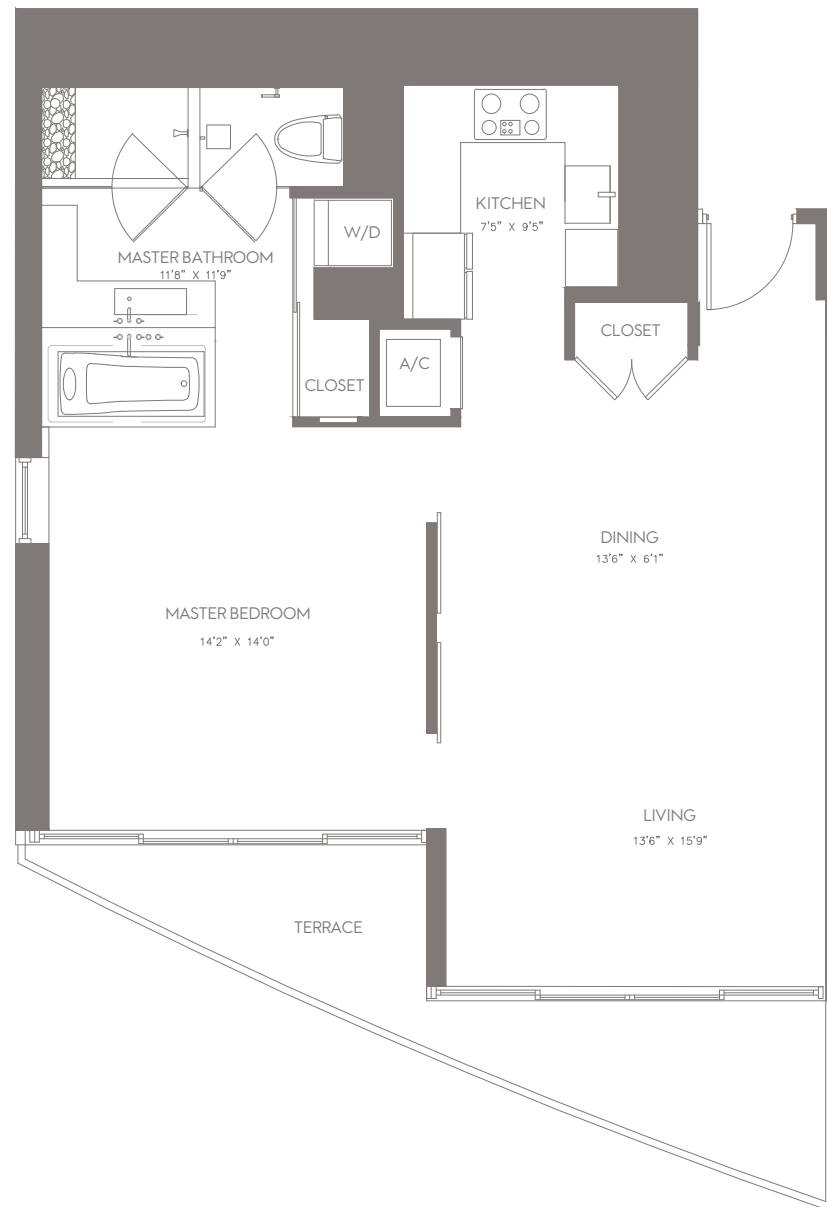 KITCHEN
7'5" X 9'5"
W/D
MASTER BATHROOM
11'8" X 11'9"
CLOSET
A/C
CLOSET
DINING
13'6" X 6'1"
MASTER BEDROOM
14'2" X 14'0"
LIVING
13'6" X 15'9"
TERRACE